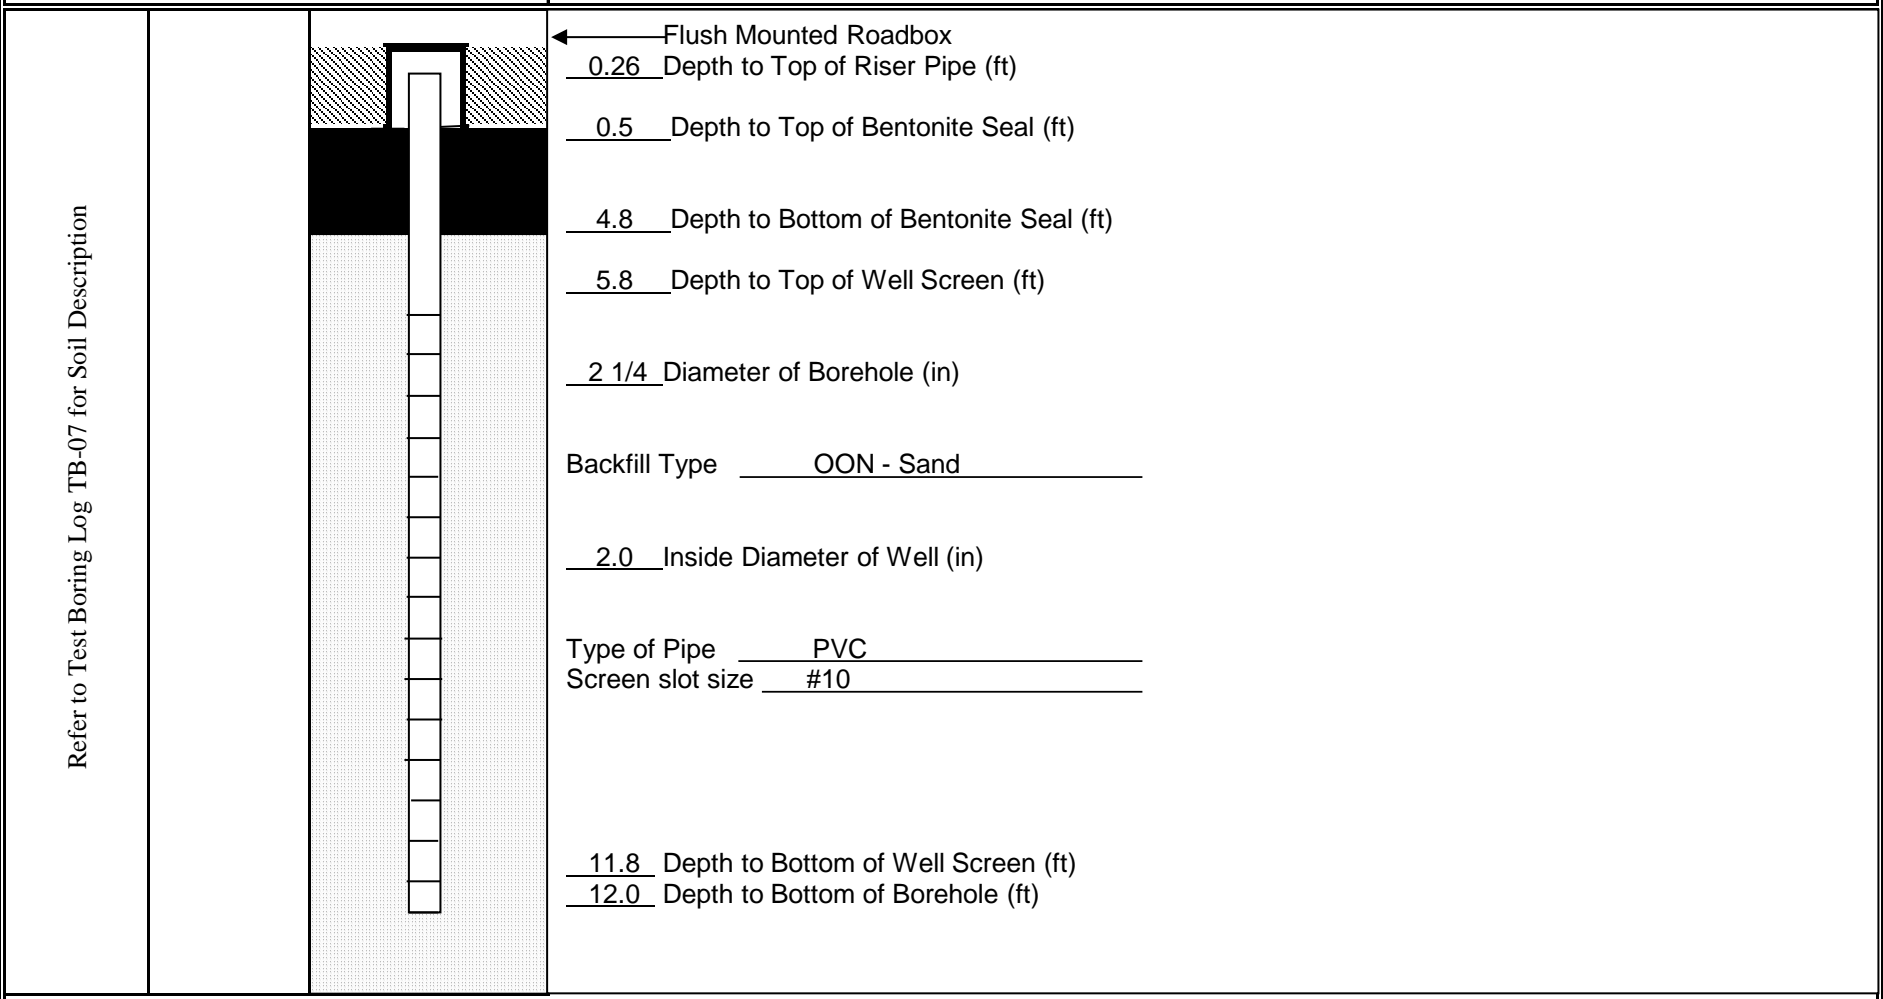 Refer to Test Boring Log TB-07 for Soil Description
Flush Mounted Roadbox
0.26 Depth to Top of Riser Pipe (ft)
0.5 Depth to Top of Bentonite Seal (ft)
4.8 Depth to Bottom of Bentonite Seal (ft)
5.8 Depth to Top of Well Screen (ft)
2 1/4 Diameter of Borehole (in)
Backfill Type OON - Sand
2.0 Inside Diameter of Well (in)
Type of Pipe PVC
Screen slot size #10
11.8 Depth to Bottom of Well Screen (ft)
12.0 Depth to Bottom of Borehole (ft)